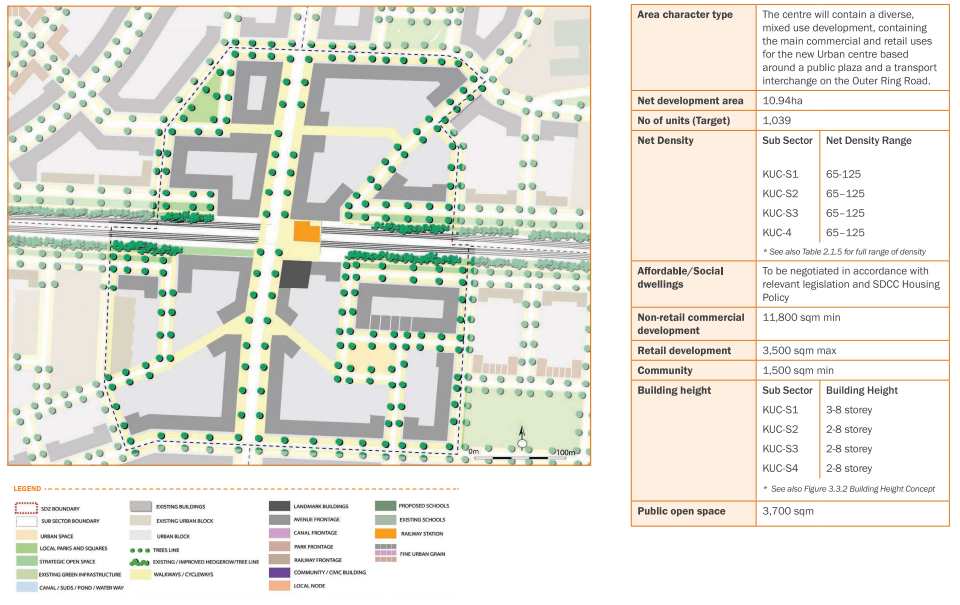 0m 100m
LEGEND
SDZ BOUNDARY
SUB SECTOR BOUNDARY
URBAN SPACE
LOCAL PARKS AND SQUARES
STRATEGIC OPEN SPACE
EXISTING GREEN INFRASTRUCTURE
CANAL / SUDS / POND / WATER WAY
EXISTING BUILDINGS
EXISTING URBAN BLOCK
URBAN BLOCK
TREES LINE
EXISTING / IMPROVED HEDGEROW/TREE LINE
WALKWAYS / CYCLEWAYS
LANDMARK BUILDINGS
AVENUE FRONTAGE
CANAL FRONTAGE
PARK FRONTAGE
RAILWAY FRONTAGE
COMMUNITY / CIVIC BUILDING
LOCAL NODE
PROPOSED SCHOOLS
EXISTING SCHOOLS
RAILWAY STATION
FINE URBAN GRAIN
Area character type The centre will contain a diverse,
mixed use development, containing
the main commercial and retail uses
for the new Urban centre based
around a public plaza and a transport
interchange on the Outer Ring Road.
Net development area 10.94ha
No of units (Target) 1,039
Net Density Sub Sector Net Density Range
KUC-S1 65-125
KUC-S2 65–125
KUC-S3 65–125
KUC-4 65–125
* See also Table 2.1.5 for full range of density
Affordable/Social To be negotiated in accordance with
dwellings relevant legislation and SDCC Housing
Policy
Non-retail commercial 11,800 sqm min
development
Retail development 3,500 sqm max
Community 1,500 sqm min
Building height Sub Sector Building Height
KUC-S1 3-8 storey
KUC-S2 2-8 storey
KUC-S3 2-8 storey
KUC-S4 2-8 storey
* See also Figure 3.3.2 Building Height Concept
Public open space 3,700 sqm